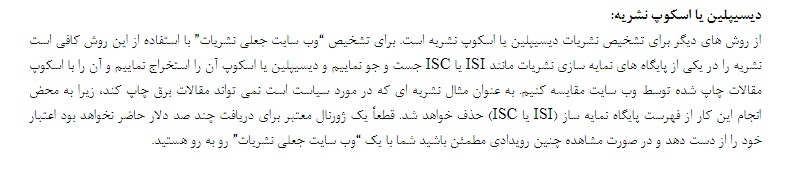 دیسیپلین یا اسکوپ نشریه:
از روش های دیگر برای تشخیص نشریات دیسیپلین یا اسکوپ نشریه است. برای تشخیص "وب سایت جعلی نشریات" با استفاده از این روش کافی است
نشریه را در یکی از پایگاه های نمایه سازی نشریات مانند ISI یا ISC جست و جو نماییم و دیسیپلین یا اسکوپ آن را استخراج نماییم و آن را با اسکوپ
مقالات چاپ شده توسط وب سایت مقایسه کنیم. به عنوان مثال نشریه ای که در مورد سیاست است نمی تواند مقالات برق چاپ کند، زیرا به محض
انجام این کار از فهرست پایگاه نمایه ساز (ISI یا ISC) حذف خواهد شد. قطعاً یک ژورنال معتبر برای دریافت چند صد دلار حاضر نخواهد بود اعتبار
خود را از دست دهد و در صورت مشاهده چنین رویدادی مطمئن باشید شما با یک "وب سایت جعلی نشریات" رو به رو هستید.